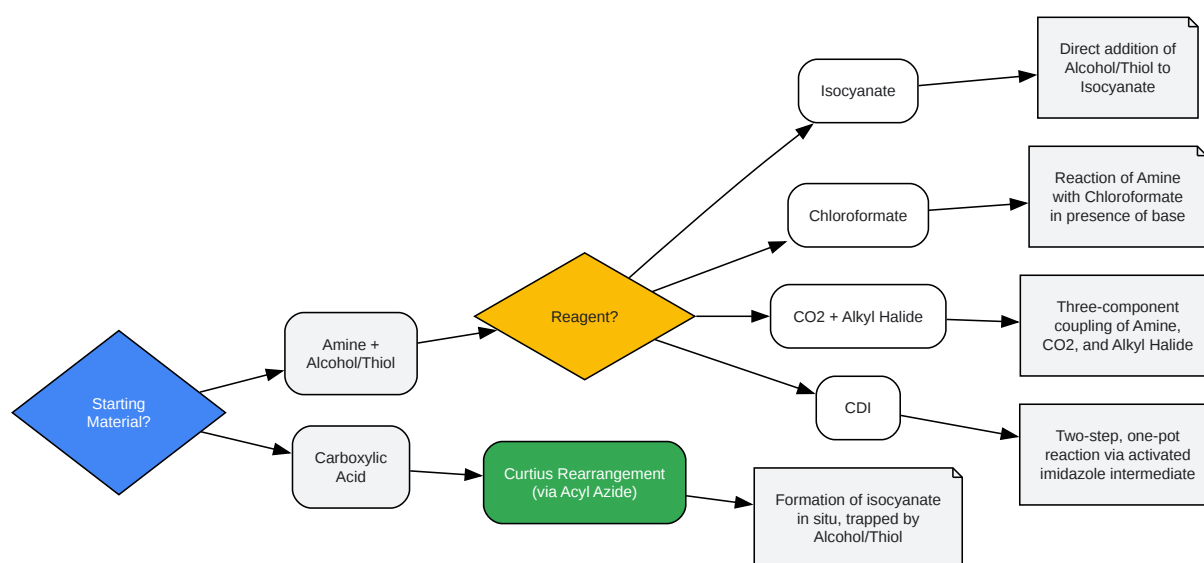 Starting
Material?
Amine +
Alcohol/Thiol
Carboxylic
Acid
Reagent?
Curtius Rearrangement
(via Acyl Azide)
Isocyanate
Chloroformate
CO2 + Alkyl Halide
CDI
Direct addition of
Alcohol/Thiol to
Isocyanate
Reaction of Amine
with Chloroformate
in presence of base
Three-component
coupling of Amine,
CO2, and Alkyl Halide
Two-step, one-pot
reaction via activated
imidazole intermediate
Formation of isocyanate
in situ, trapped by
Alcohol/Thiol